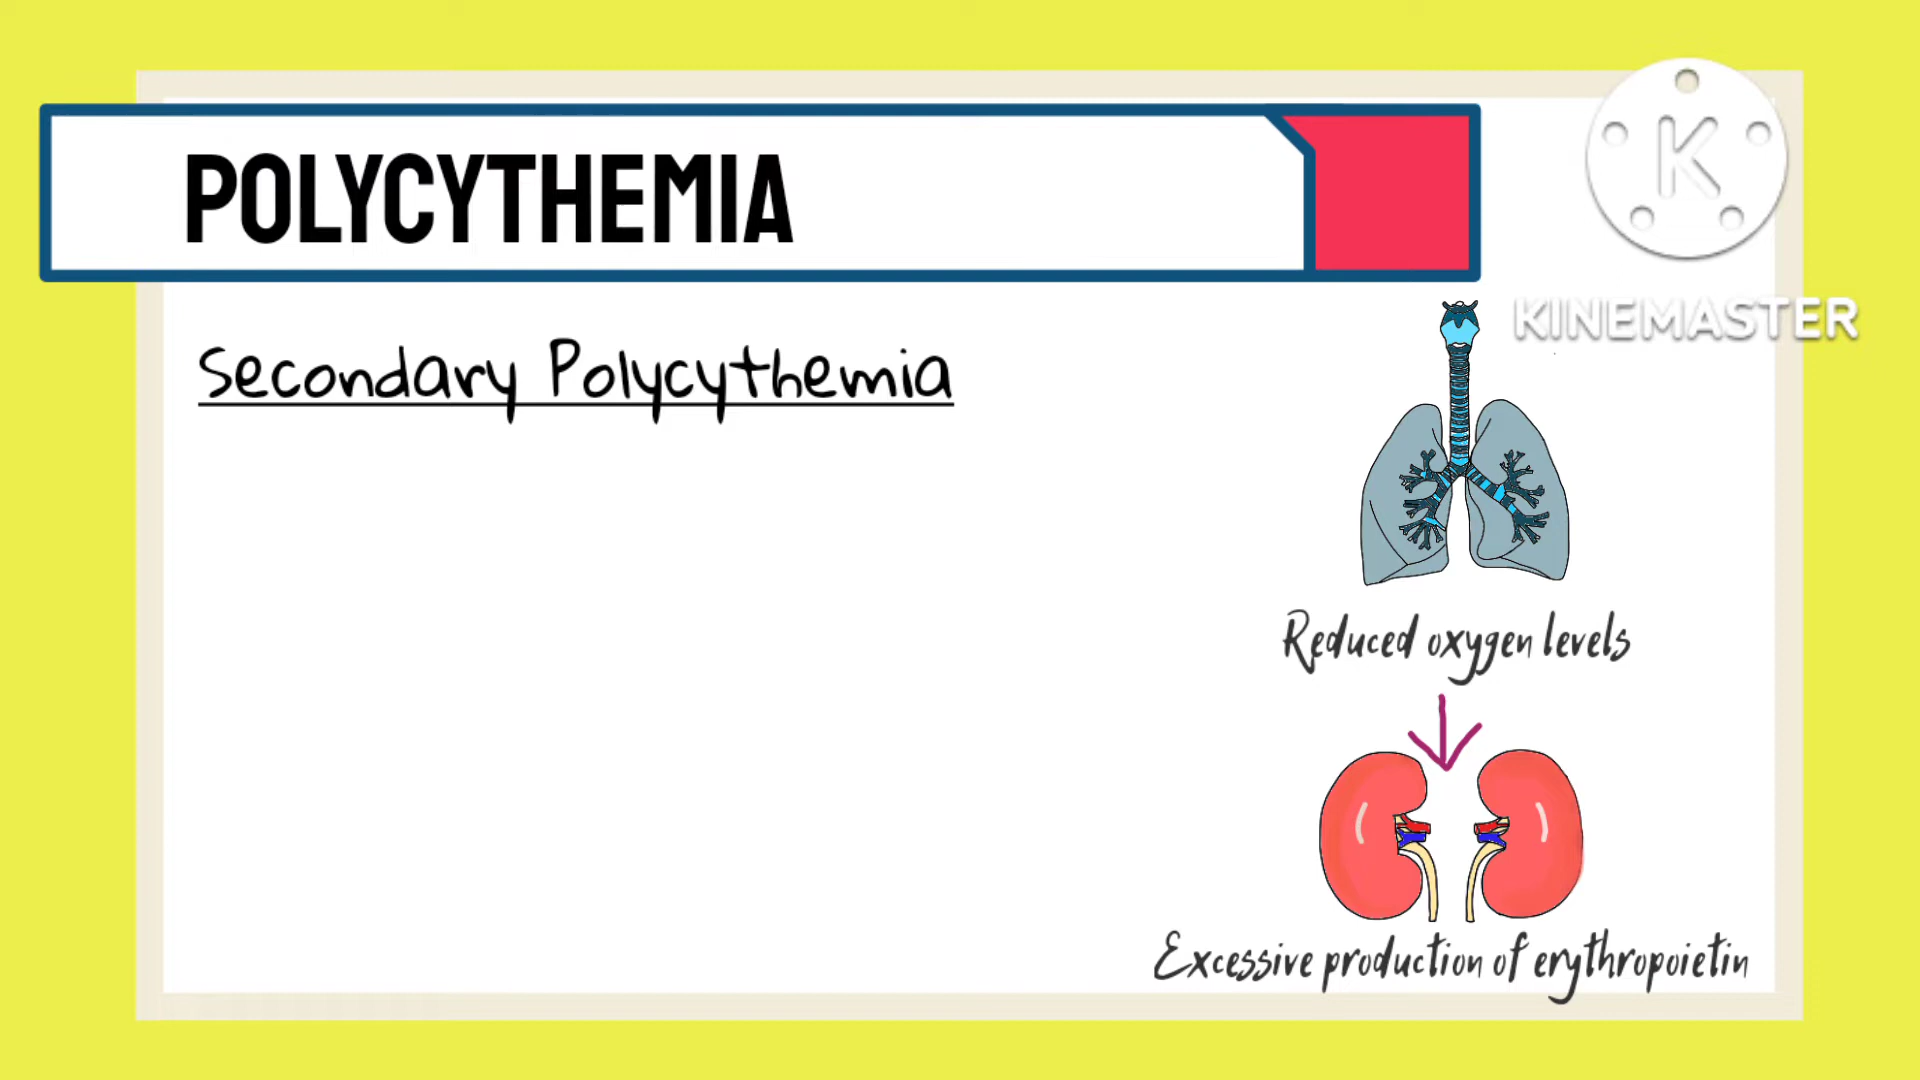 POLYCYTHEMIA
K
KINEMASTER
Secondary Polycythemia
Reduced oxygen levels
Excessive production of erythropoietin